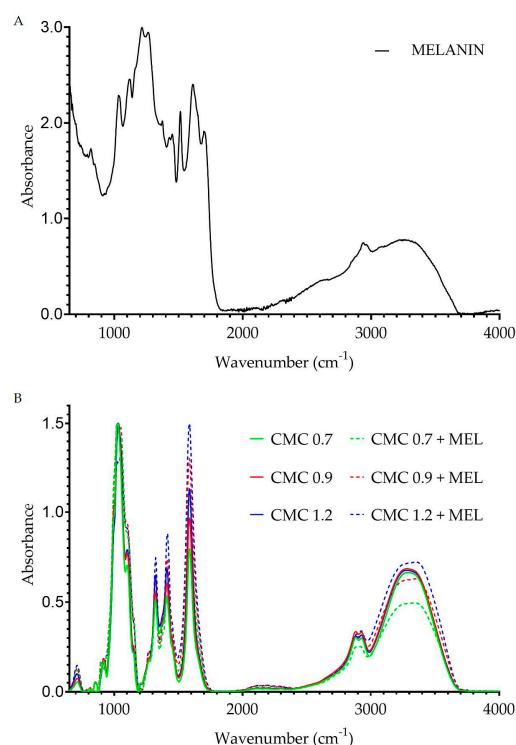 A
3.0
MELANIN
2.0
Absorbance
1.0
0.0
1000 2000 3000 4000
Wavenumber (cm-1)
B
1.5
CMC 0.7 CMC 0.7 + MEL
CMC 0.9 CMC 0.9 + MEL
1.0
CMC 1.2 CMC 1.2 + MEL
Absorbance
0.5
0.0
1000 2000 3000 4000
Wavenumber (cm-1)